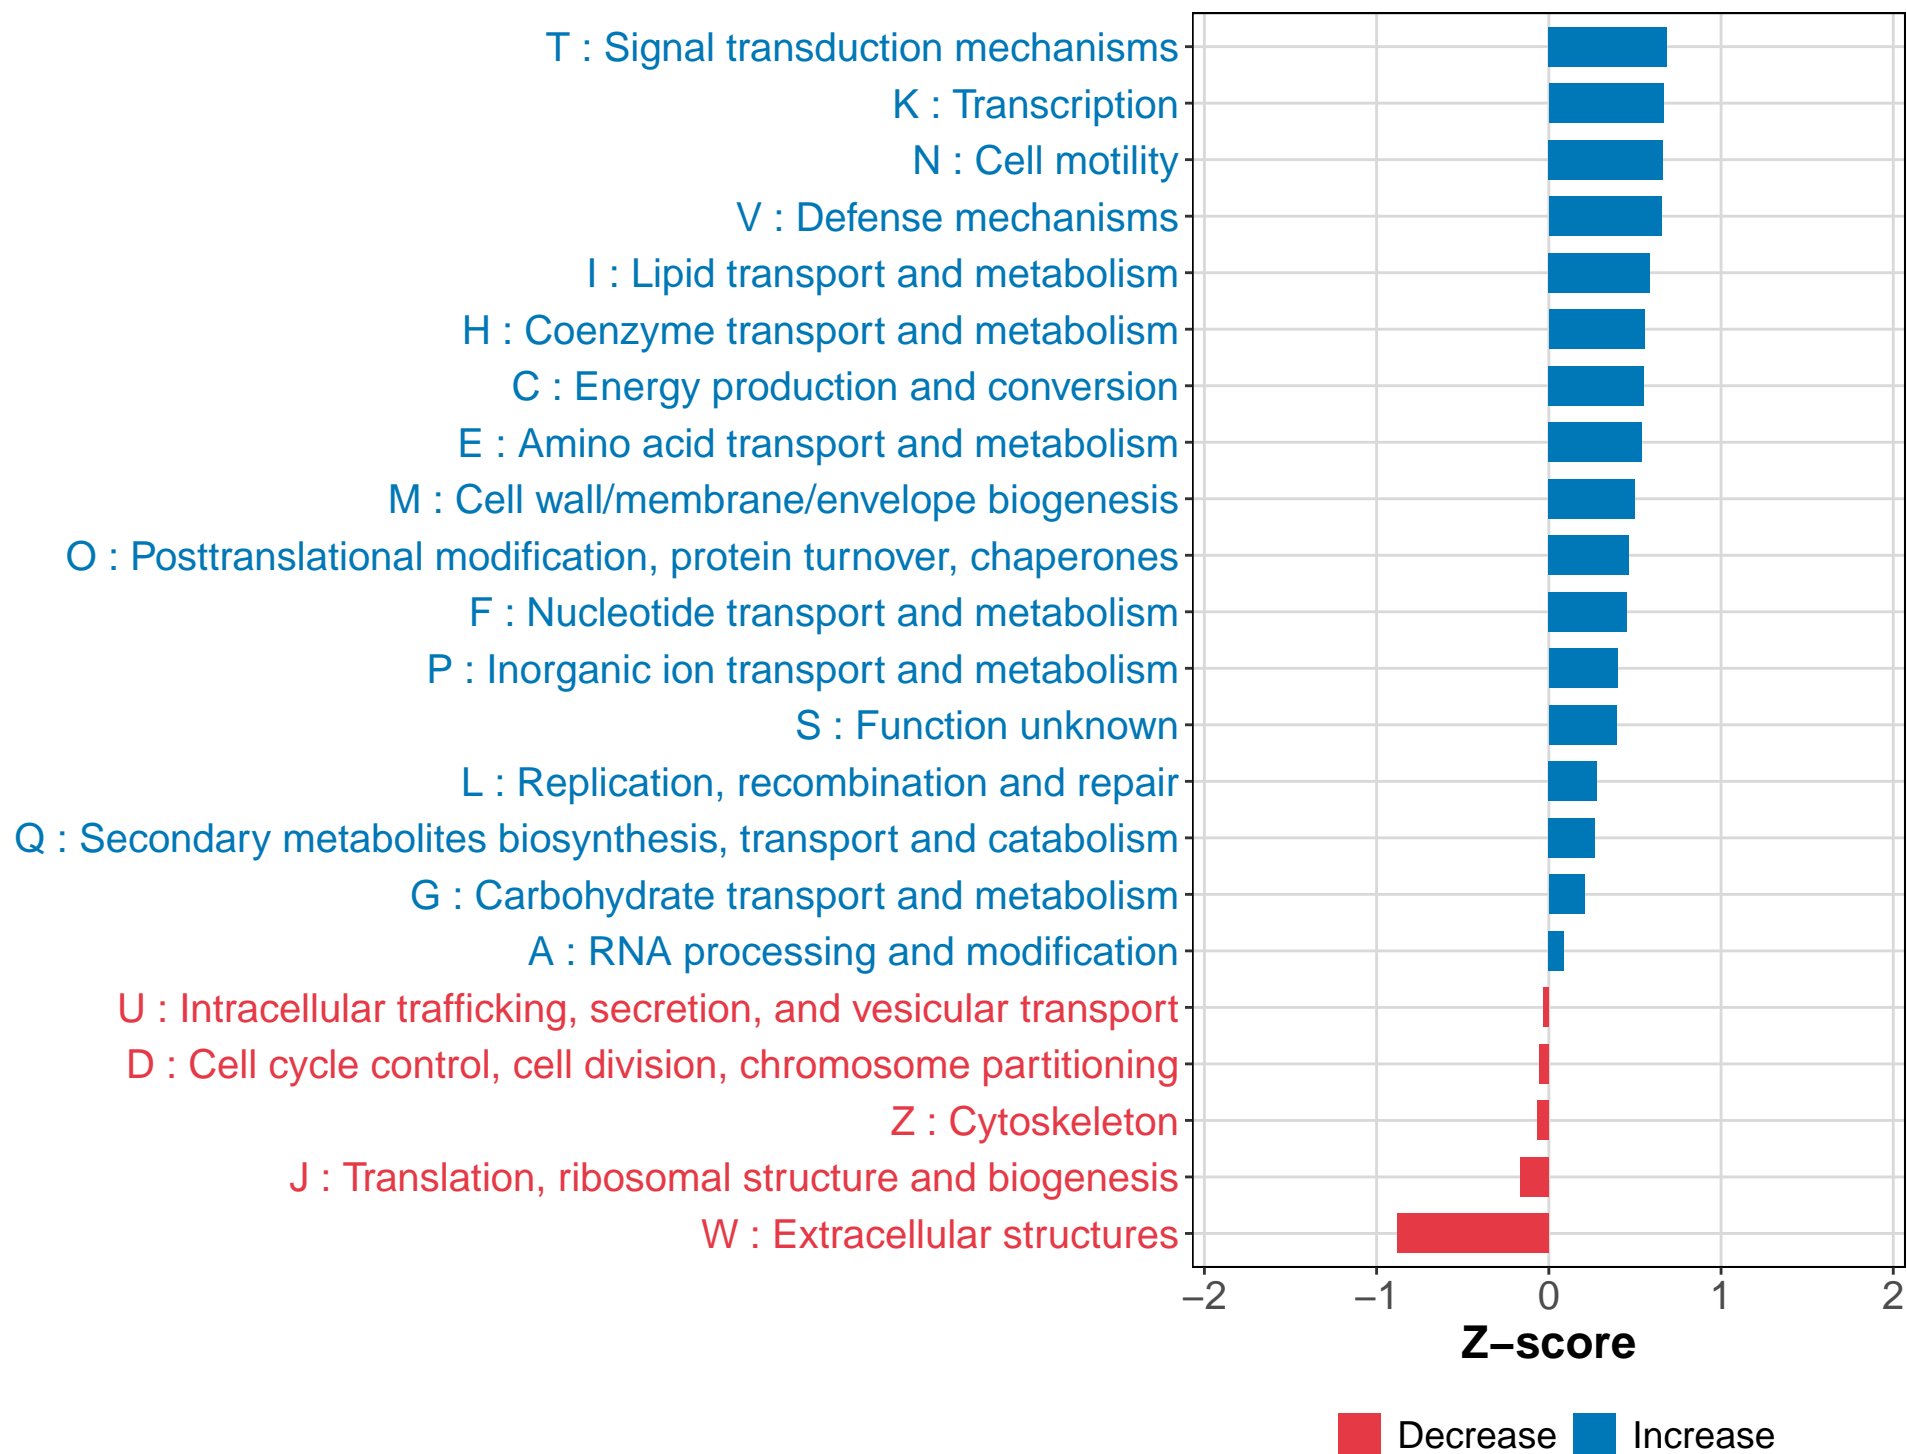 T : Signal transduction mechanisms
K : Transcription
N : Cell motility
V : Defense mechanisms
I : Lipid transport and metabolism
H : Coenzyme transport and metabolism
C : Energy production and conversion
E : Amino acid transport and metabolism
M : Cell wall/membrane/envelope biogenesis
O : Posttranslational modification, protein turnover, chaperones
F : Nucleotide transport and metabolism
P : Inorganic ion transport and metabolism
S : Function unknown
L : Replication, recombination and repair
Q : Secondary metabolites biosynthesis, transport and catabolism
G : Carbohydrate transport and metabolism
A : RNA processing and modification
U : Intracellular trafficking, secretion, and vesicular transport
D : Cell cycle control, cell division, chromosome partitioning
Z : Cytoskeleton
J : Translation, ribosomal structure and biogenesis
W : Extracellular structures
−2 −1 0 1 2
Z−score
Decrease Increase